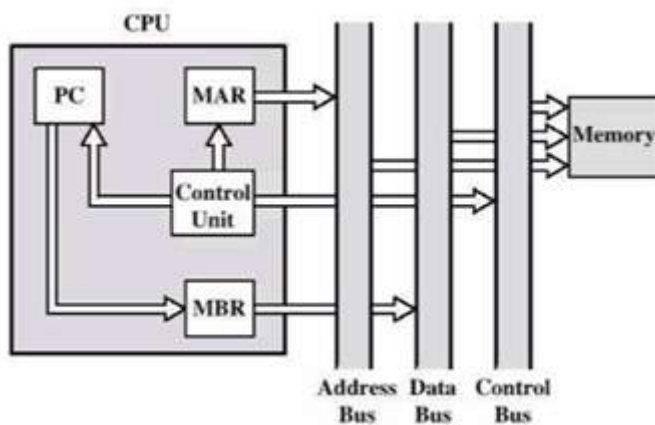 CPU
PC
MAR
Memory
Control
Unit
MBR
Address
Bus
Data
Bus
Control
Bus